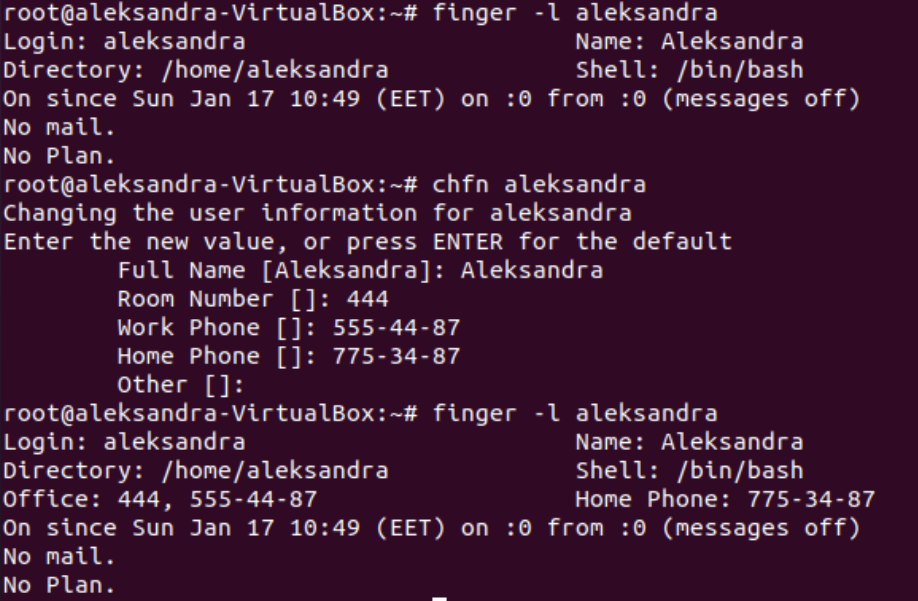 root@aleksandra-VirtualBox:~# finger -l aleksandra
Login: aleksandra                       Name: Aleksandra
Directory: /home/aleksandra             Shell: /bin/bash
On since Sun Jan 17 10:49 (EET) on :0 from :0 (messages off)
No mail.
No Plan.
root@aleksandra-VirtualBox:~# chfn aleksandra
Changing the user information for aleksandra
Enter the new value, or press ENTER for the default
        Full Name [Aleksandra]: Aleksandra
        Room Number []: 444
        Work Phone []: 555-44-87
        Home Phone []: 775-34-87
        Other []:
root@aleksandra-VirtualBox:~# finger -l aleksandra
Login: aleksandra                       Name: Aleksandra
Directory: /home/aleksandra             Shell: /bin/bash
Office: 444, 555-44-87                  Home Phone: 775-34-87
On since Sun Jan 17 10:49 (EET) on :0 from :0 (messages off)
No mail.
No Plan.